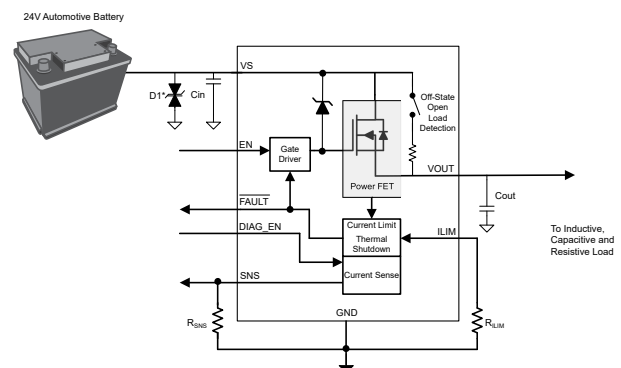 24V Automotive Battery
VS
D1*
Cin
Off-State
Open
Load
Detection
EN
Gate
Driver
Power FET
VOUT
Cout
FAULT
DIAG_EN
Current Limit
Thermal
Shutdown
ILIM
To Inductive,
Capacitive and
Resistive Load
SNS
Current Sense
GND
RSNS
RILIM